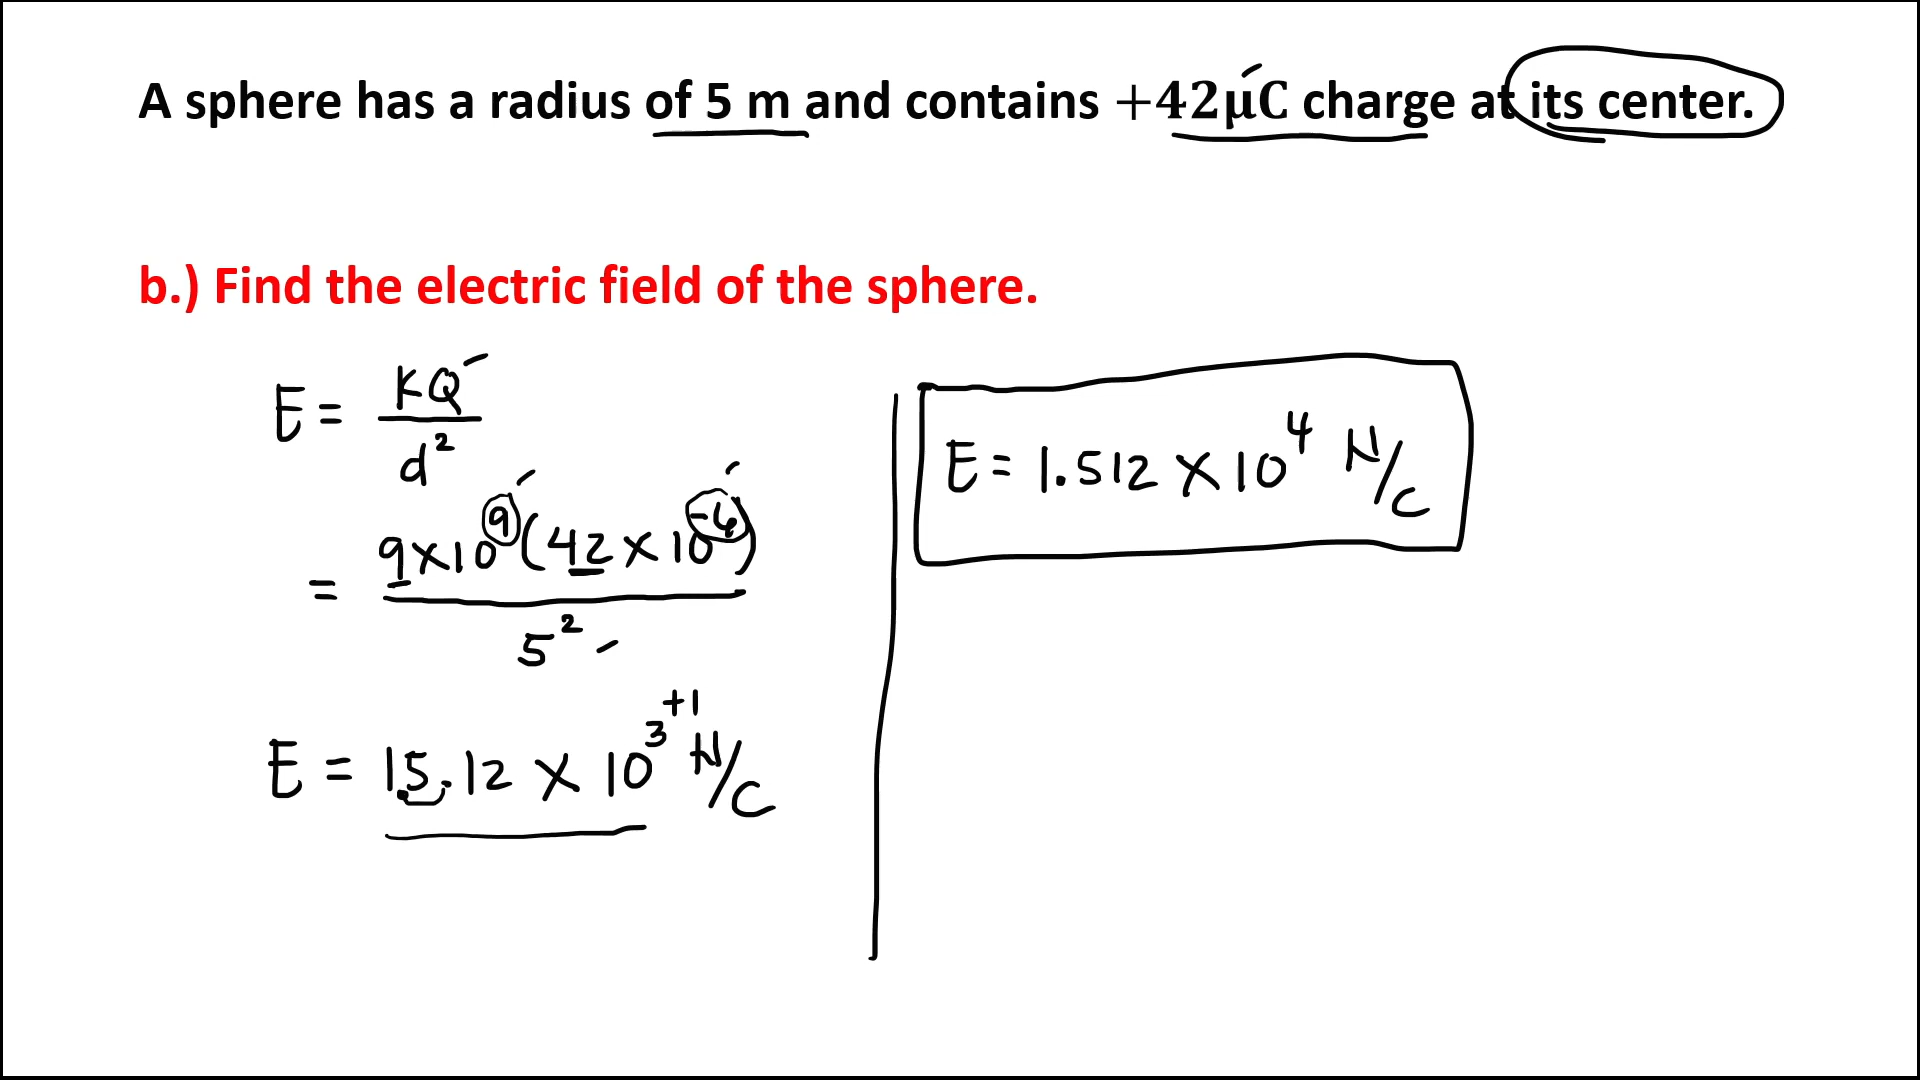 A sphere has a radius of 5 m and contains +42μC charge at its center.
b.) Find the electric field of the sphere.
E = KQ / d²
= 9x10⁹(42x10⁻⁶) / 5²
E = 15.12 x 10³⁺¹ N/C
E = 1.512 x 10⁴ N/C